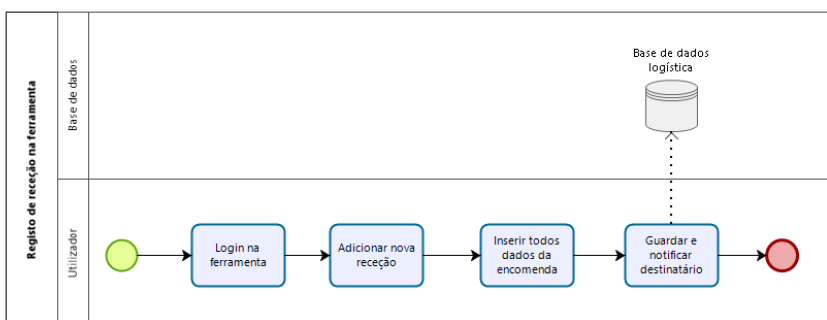 Registo de receção na ferramenta
Base de dados
Base de dados
logística
Utilizador
Login na
ferramenta
Adicionar nova
receção
Inserir todos
dados da
encomenda
Guardar e
notificar
destinatário